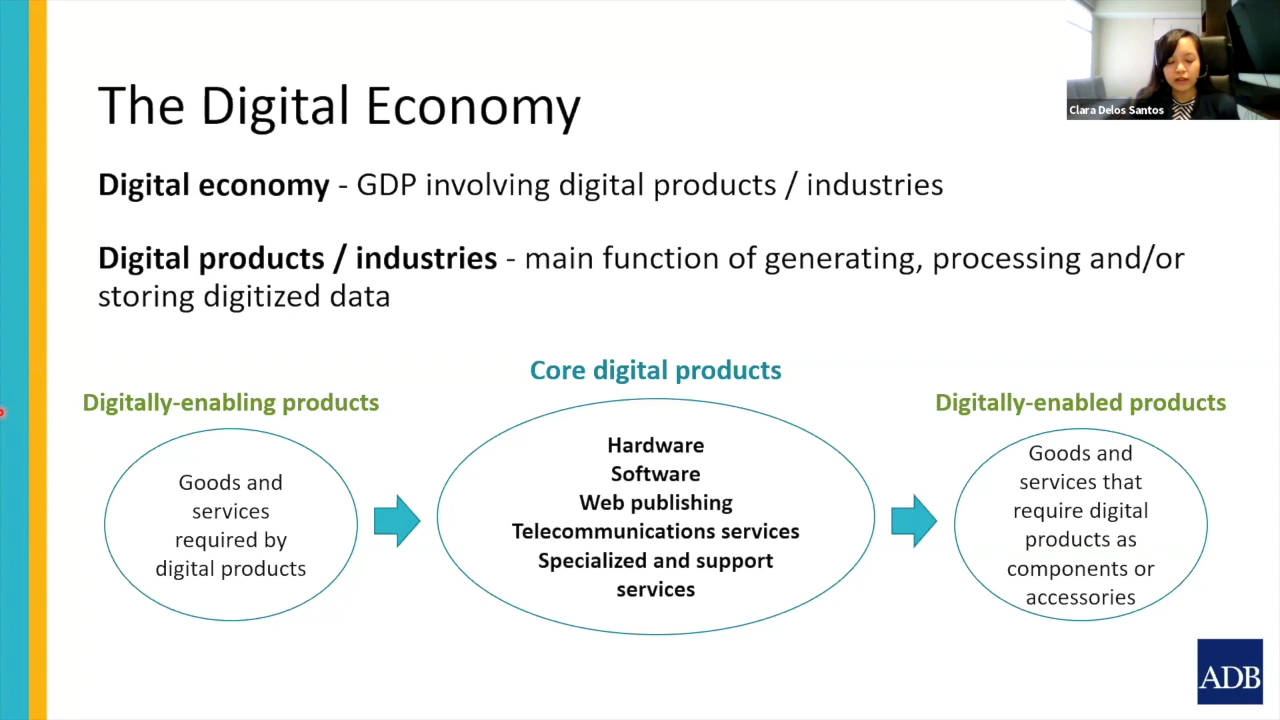 Clara Delos Santos
The Digital Economy
Digital economy - GDP involving digital products / industries
Digital products / industries - main function of generating, processing and/or
storing digitized data
Digitally-enabling products
Goods and
services
required by
digital products
Core digital products
Hardware
Software
Web publishing
Telecommunications services
Specialized and support
services
Digitally-enabled products
Goods and
services that
require digital
products as
components or
accessories
ADB